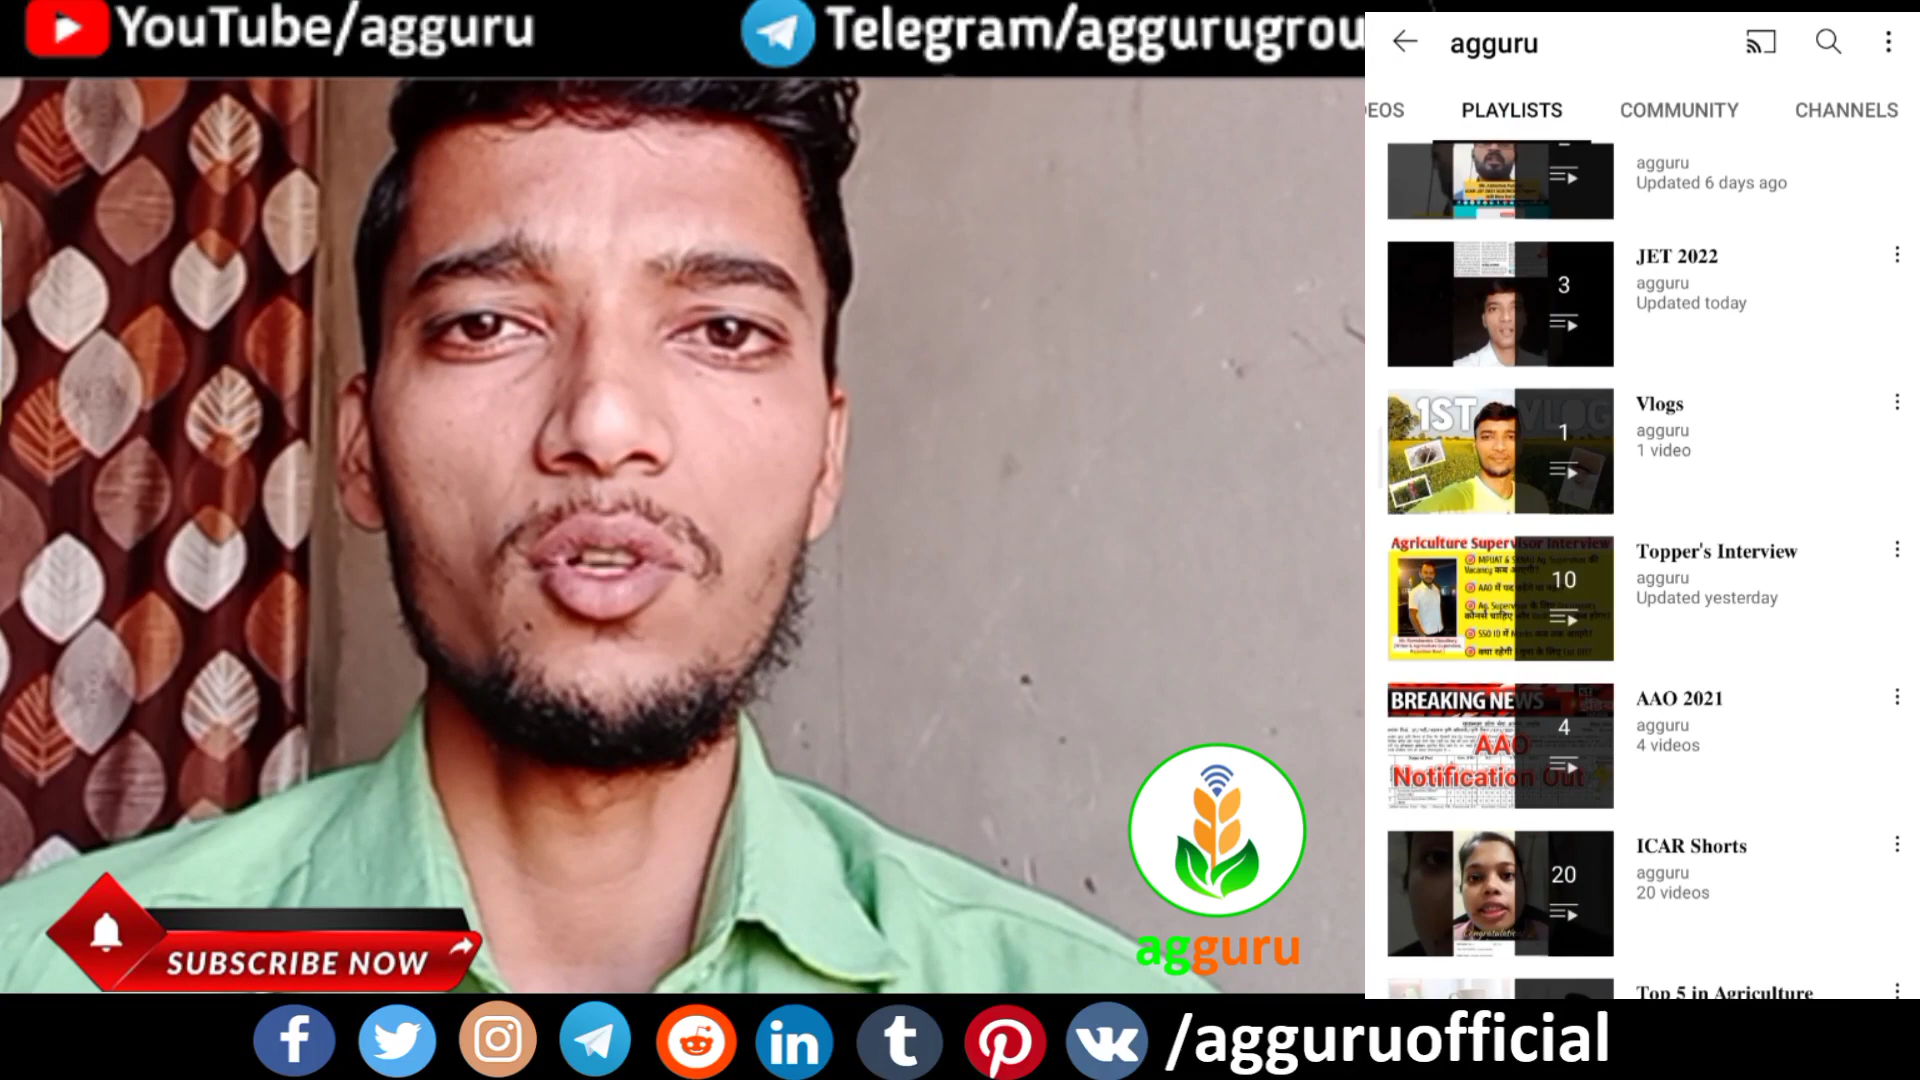 YouTube/agguru
Telegram/aggurugrou
agguru
PLAYLISTS
COMMUNITY
CHANNELS
agguru
Updated 6 days ago
JET 2022
agguru
Updated today
3
Vlogs
agguru
1 video
1ST VLOG
1
Topper's Interview
agguru
Updated yesterday
Agriculture Supervisor Interview
10
AAO 2021
agguru
4 videos
BREAKING NEWS
AAO
Notification Out
4
ICAR Shorts
agguru
20 videos
20
Top 5 in Agriculture
SUBSCRIBE NOW
agguru
/agguruofficial